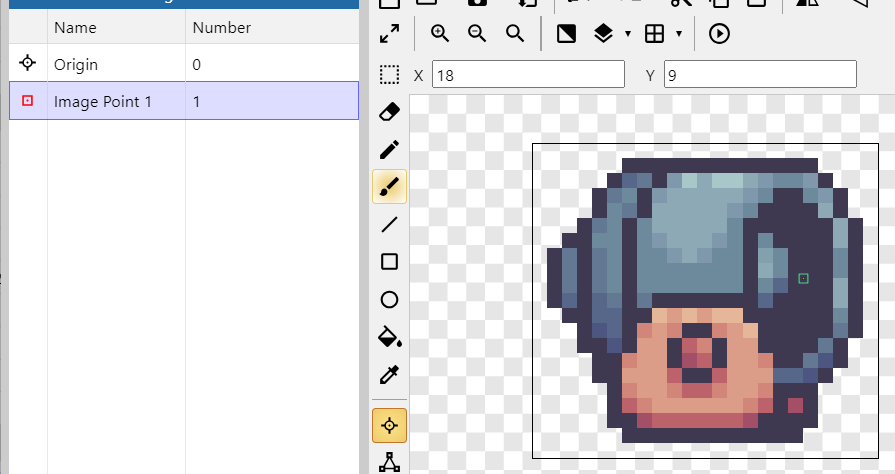 Name Number
Origin 0
Image Point 1 1
X 18 Y 9